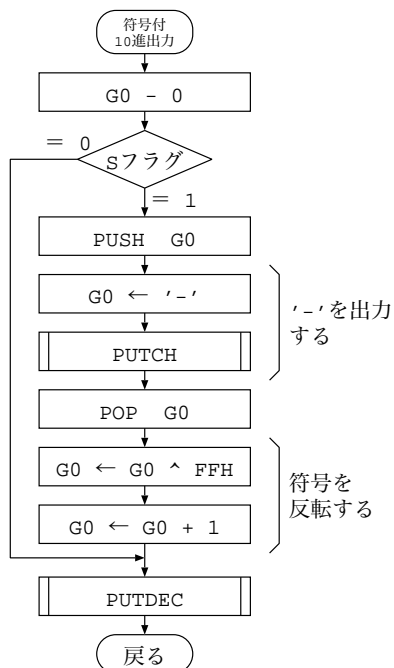 符号付
10進出力
G0 - 0
= 0
Sフラグ
= 1
PUSH G0
G0 ← '-'
PUTCH
'-'を出力
する
POP G0
G0 ← G0 ^ FFH
G0 ← G0 + 1
符号を
反転する
PUTDEC
戻る